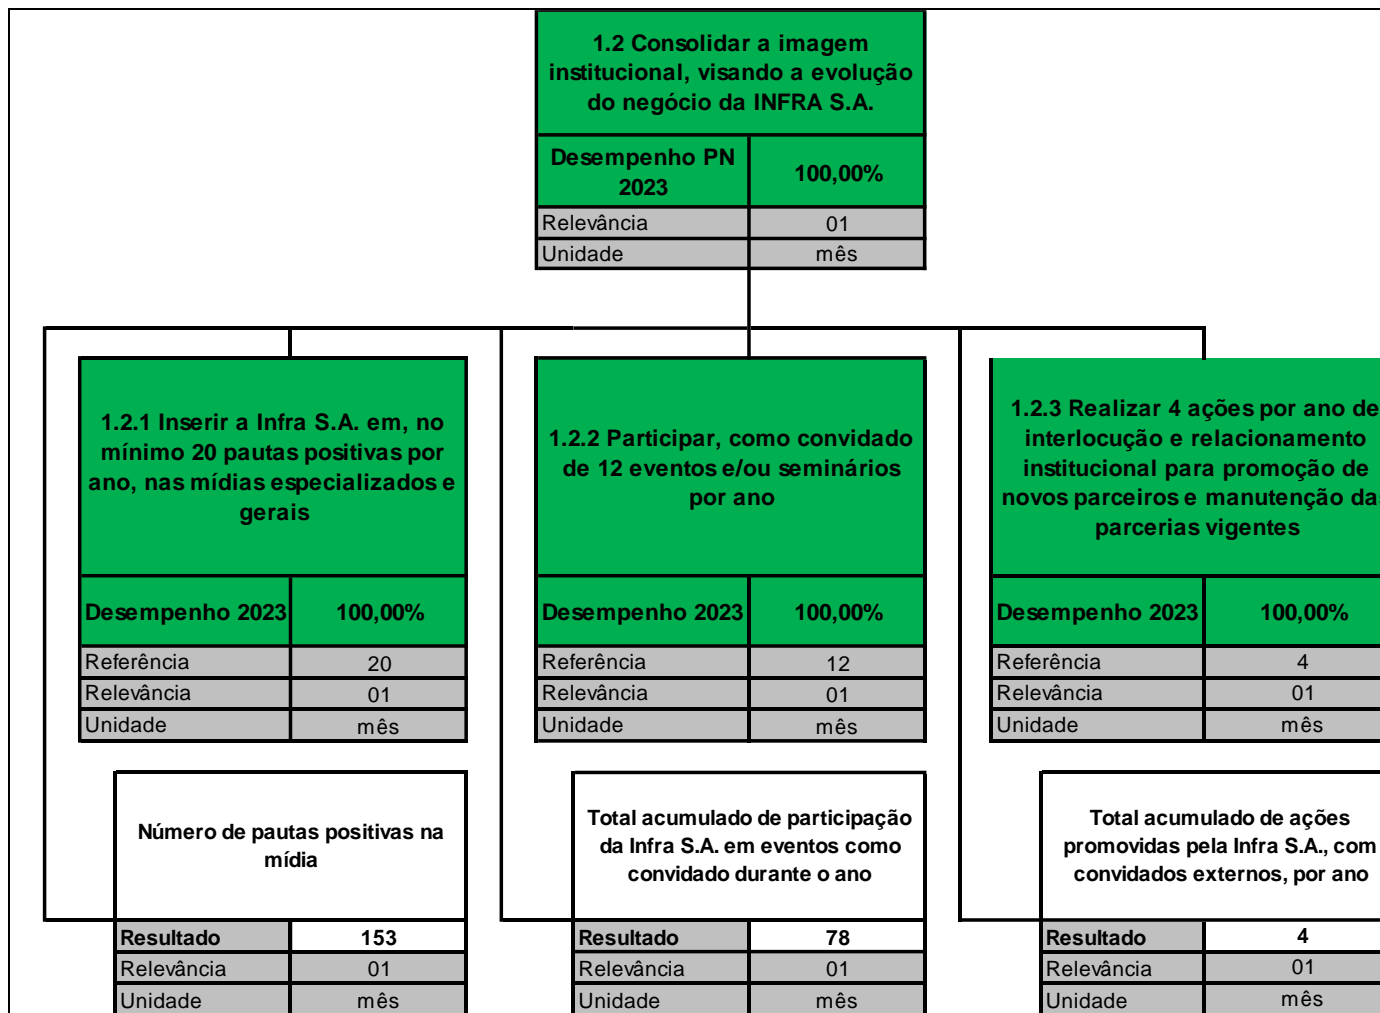 1.2 Consolidar a imagem
institucional, visando a evolução
do negócio da INFRA S.A.
Desempenho PN
2023
100,00%
Relevância 01
Unidade mês
1.2.1 Inserir a Infra S.A. em, no
mínimo 20 pautas positivas por
ano, nas mídias especializados e
gerais
Desempenho 2023 100,00%
Referência 20
Relevância 01
Unidade mês
Número de pautas positivas na
mídia
Resultado 153
Relevância 01
Unidade mês
1.2.2 Participar, como convidado
de 12 eventos e/ou seminários
por ano
Desempenho 2023 100,00%
Referência 12
Relevância 01
Unidade mês
Total acumulado de participação
da Infra S.A. em eventos como
convidado durante o ano
Resultado 78
Relevância 01
Unidade mês
1.2.3 Realizar 4 ações por ano de
interlocução e relacionamento
institucional para promoção de
novos parceiros e manutenção das
parcerias vigentes
Desempenho 2023 100,00%
Referência 4
Relevância 01
Unidade mês
Total acumulado de ações
promovidas pela Infra S.A., com
convidados externos, por ano
Resultado 4
Relevância 01
Unidade mês